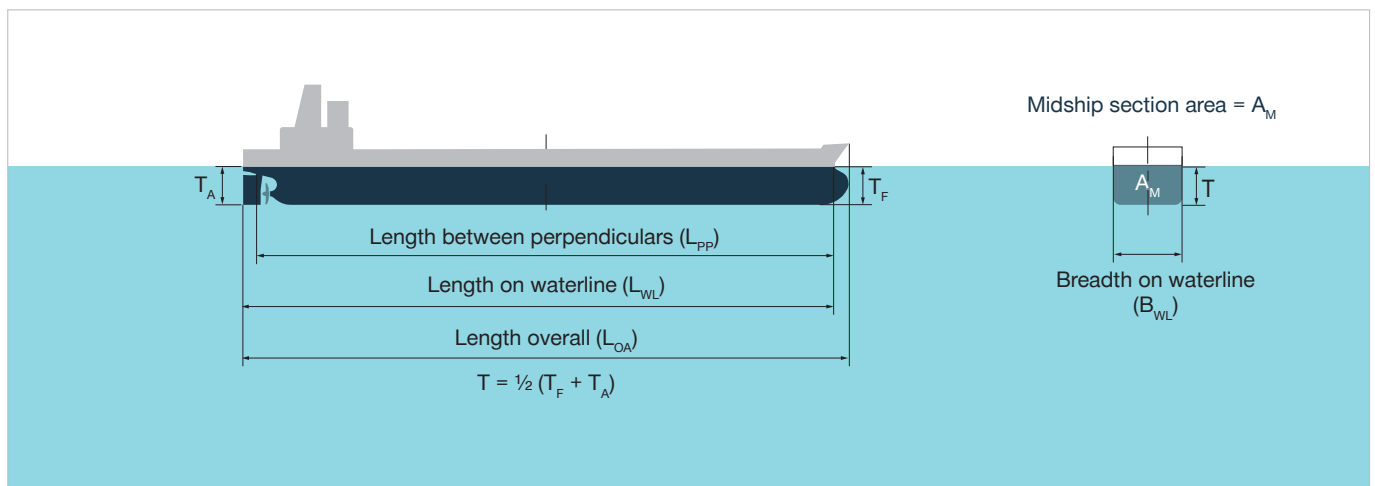 Midship section area = A_M
T_A
T_F
A_M
T
Length between perpendiculars (L_PP)
Length on waterline (L_WL)
Breadth on waterline
(B_WL)
Length overall (L_OA)
T = ½ (T_F + T_A)